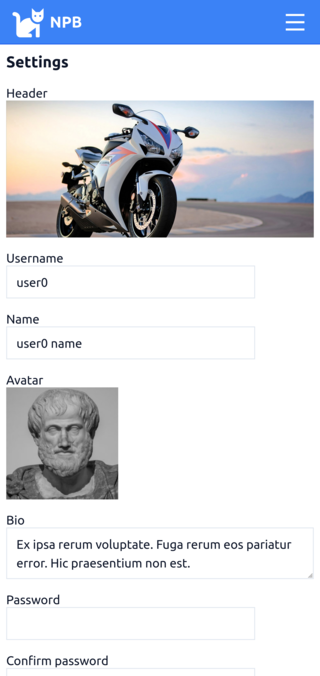 NPB
Settings
Header
Username
user0
Name
user0 name
Avatar
Bio
Ex ipsa rerum voluptate. Fuga rerum eos pariatur
error. Hic praesentium non est.
Password
Confirm password